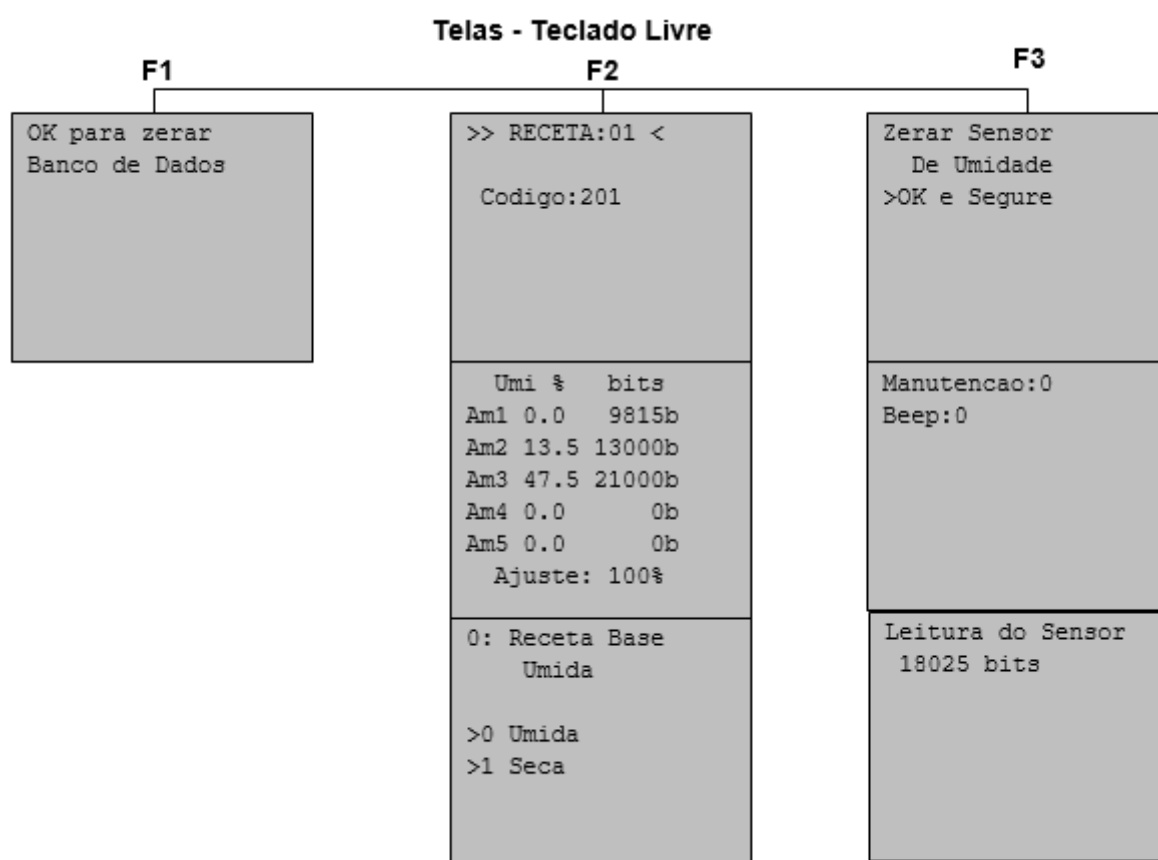 Telas - Teclado Livre
F1
F2
F3
OK para zerar
Banco de Dados
>> RECETA:01 <
Codigo:201
Umi % bits
Am1 0.0 9815b
Am2 13.5 13000b
Am3 47.5 21000b
Am4 0.0 0b
Am5 0.0 0b
Ajuste: 100%
0: Receta Base
Umida
>0 Umida
>1 Seca
Zerar Sensor
De Umidade
>OK e Segure
Manutencao:0
Beep:0
Leitura do Sensor
18025 bits